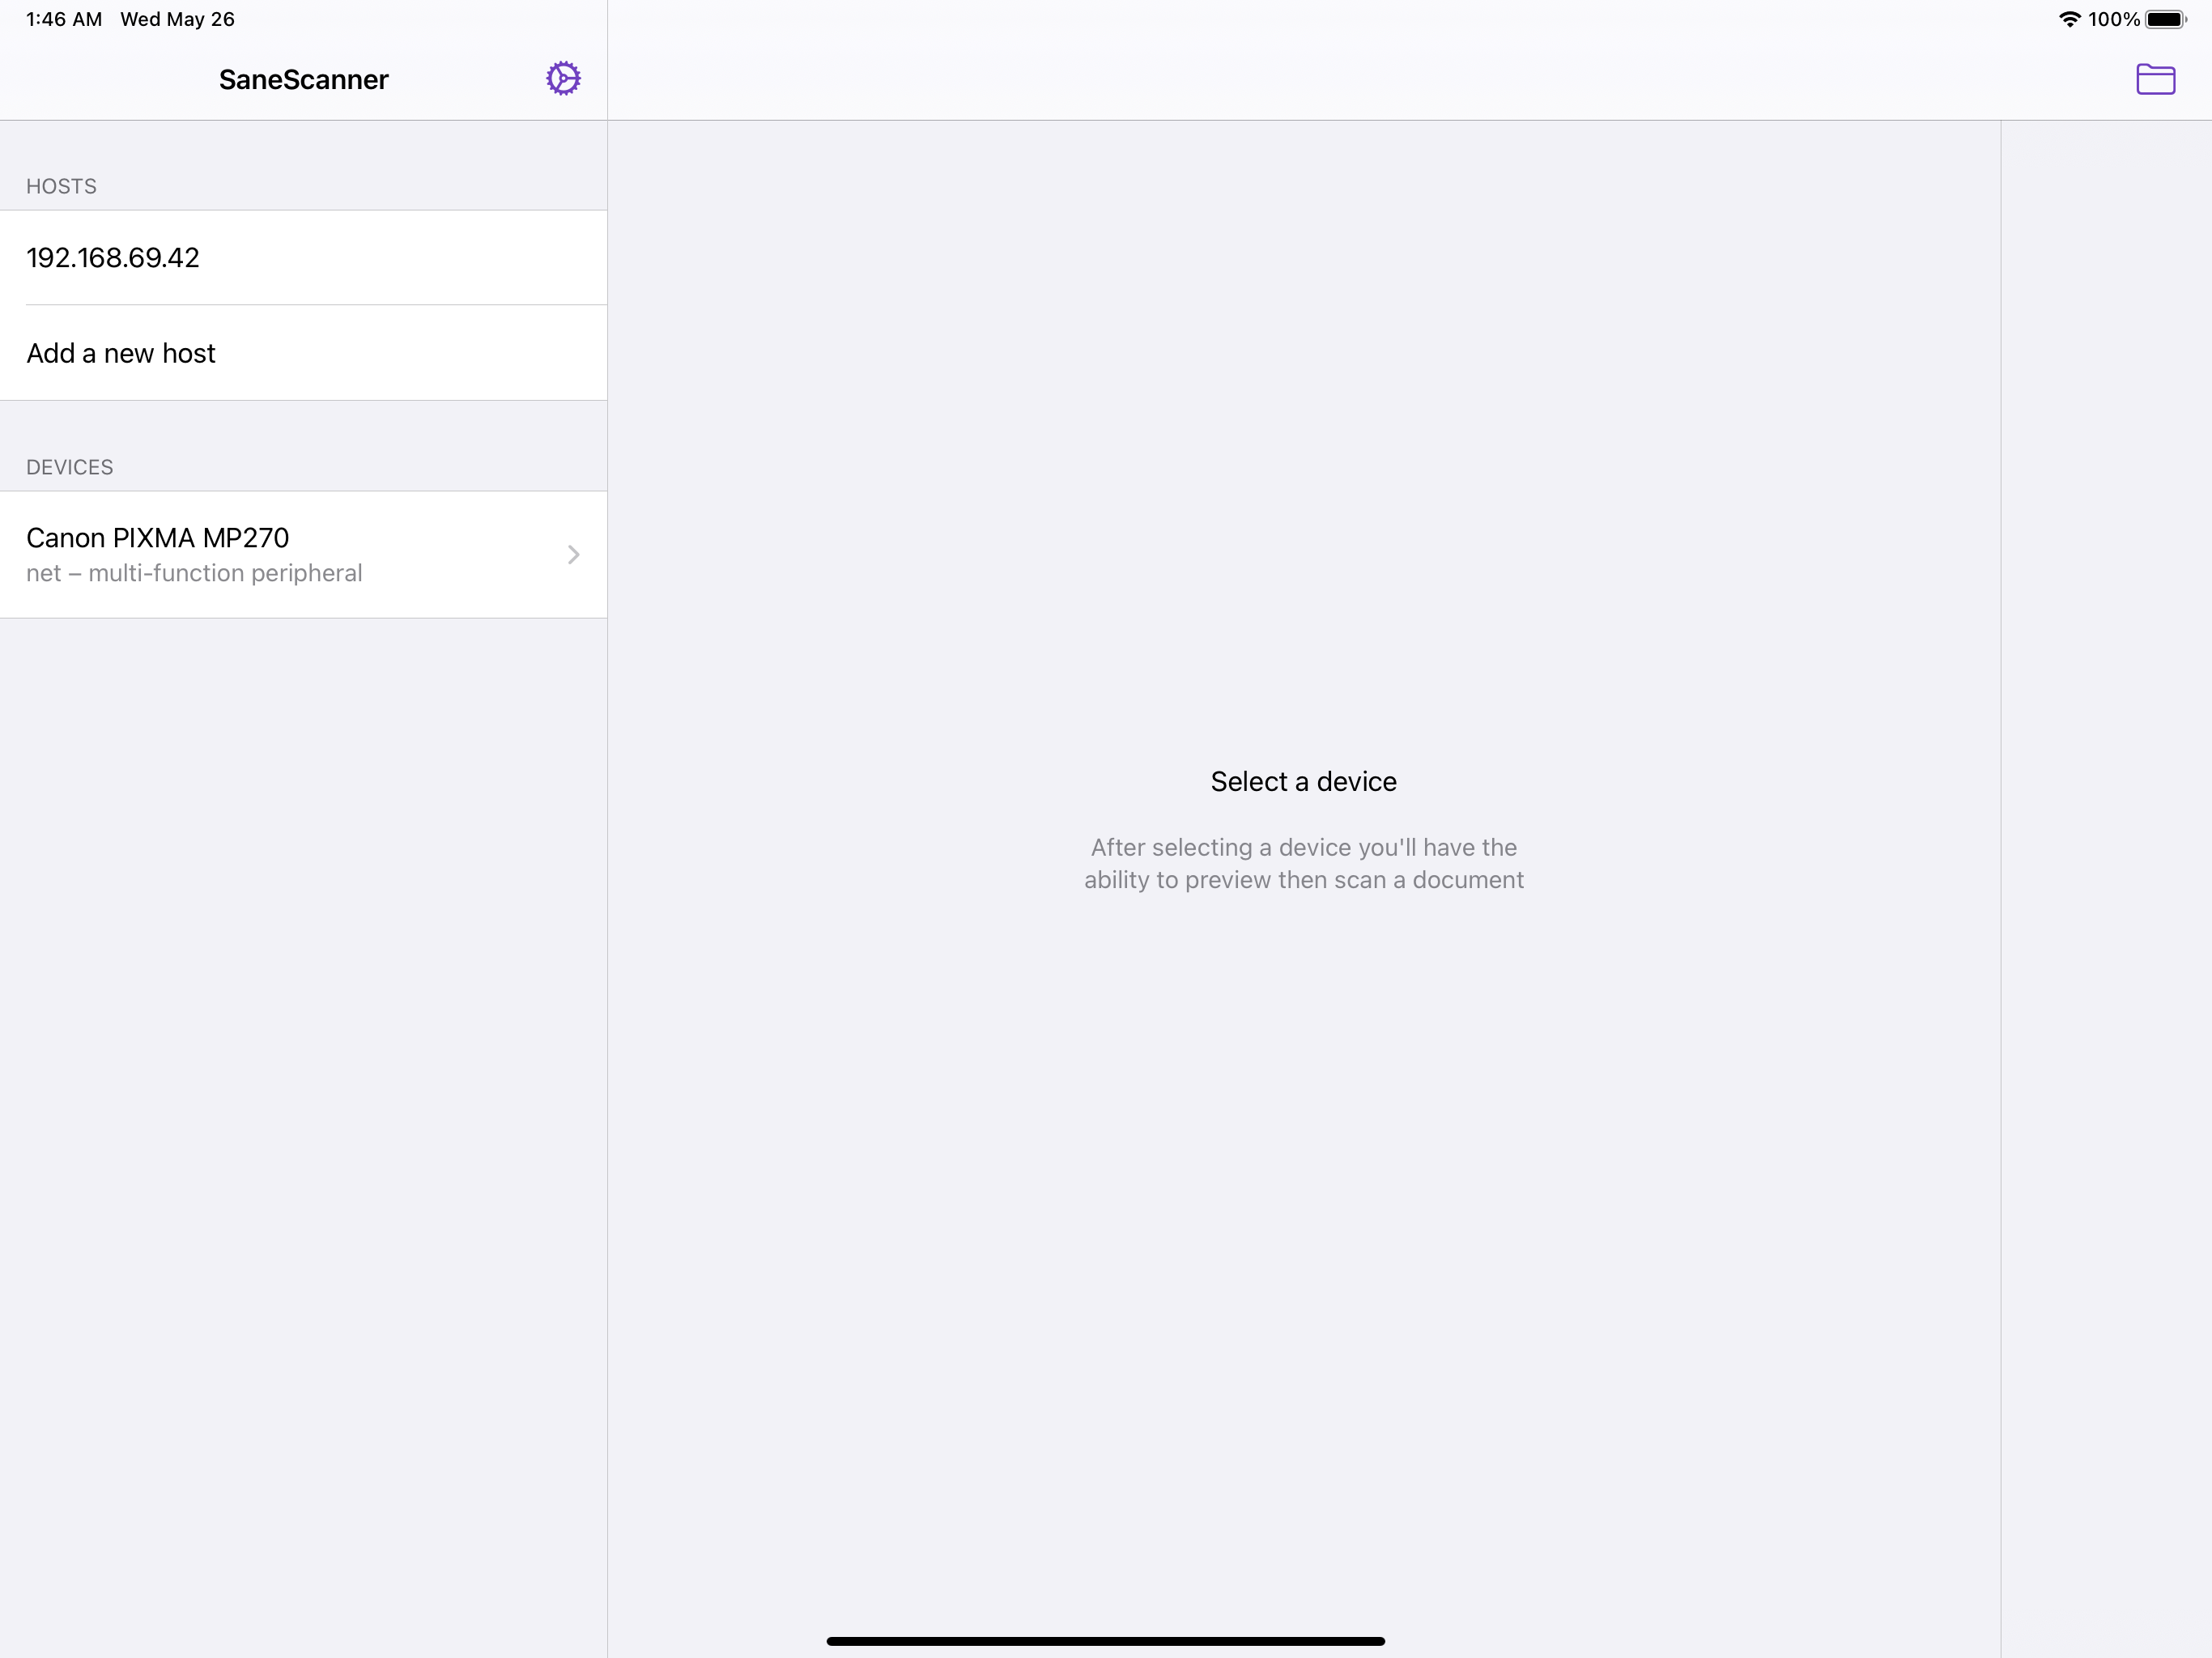 1:46 AM Wed May 26
100%
SaneScanner
HOSTS
192.168.69.42
Add a new host
DEVICES
Canon PIXMA MP270
net – multi-function peripheral
Select a device
After selecting a device you'll have the
ability to preview then scan a document